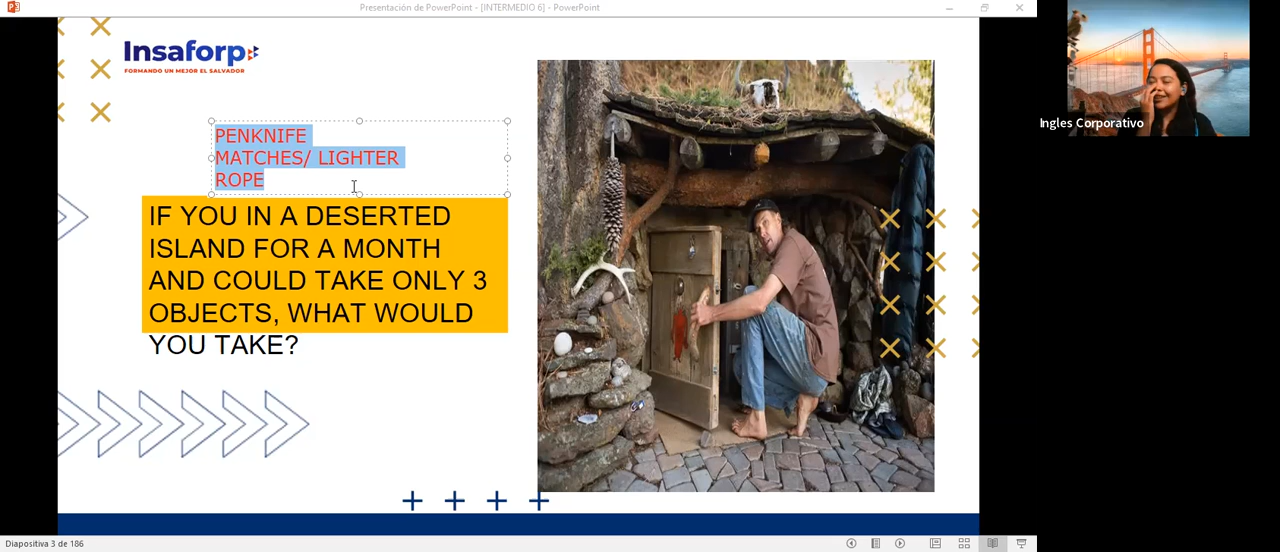 Presentación de PowerPoint - [INTERMEDIO 6] - PowerPoint
Insaforp
FORMANDO UN MEJOR EL SALVADOR
PENKNIFE
MATCHES/ LIGHTER
ROPE
IF YOU IN A DESERTED
ISLAND FOR A MONTH
AND COULD TAKE ONLY 3
OBJECTS, WHAT WOULD
YOU TAKE?
Ingles Corporativo
Diapositiva 3 de 186